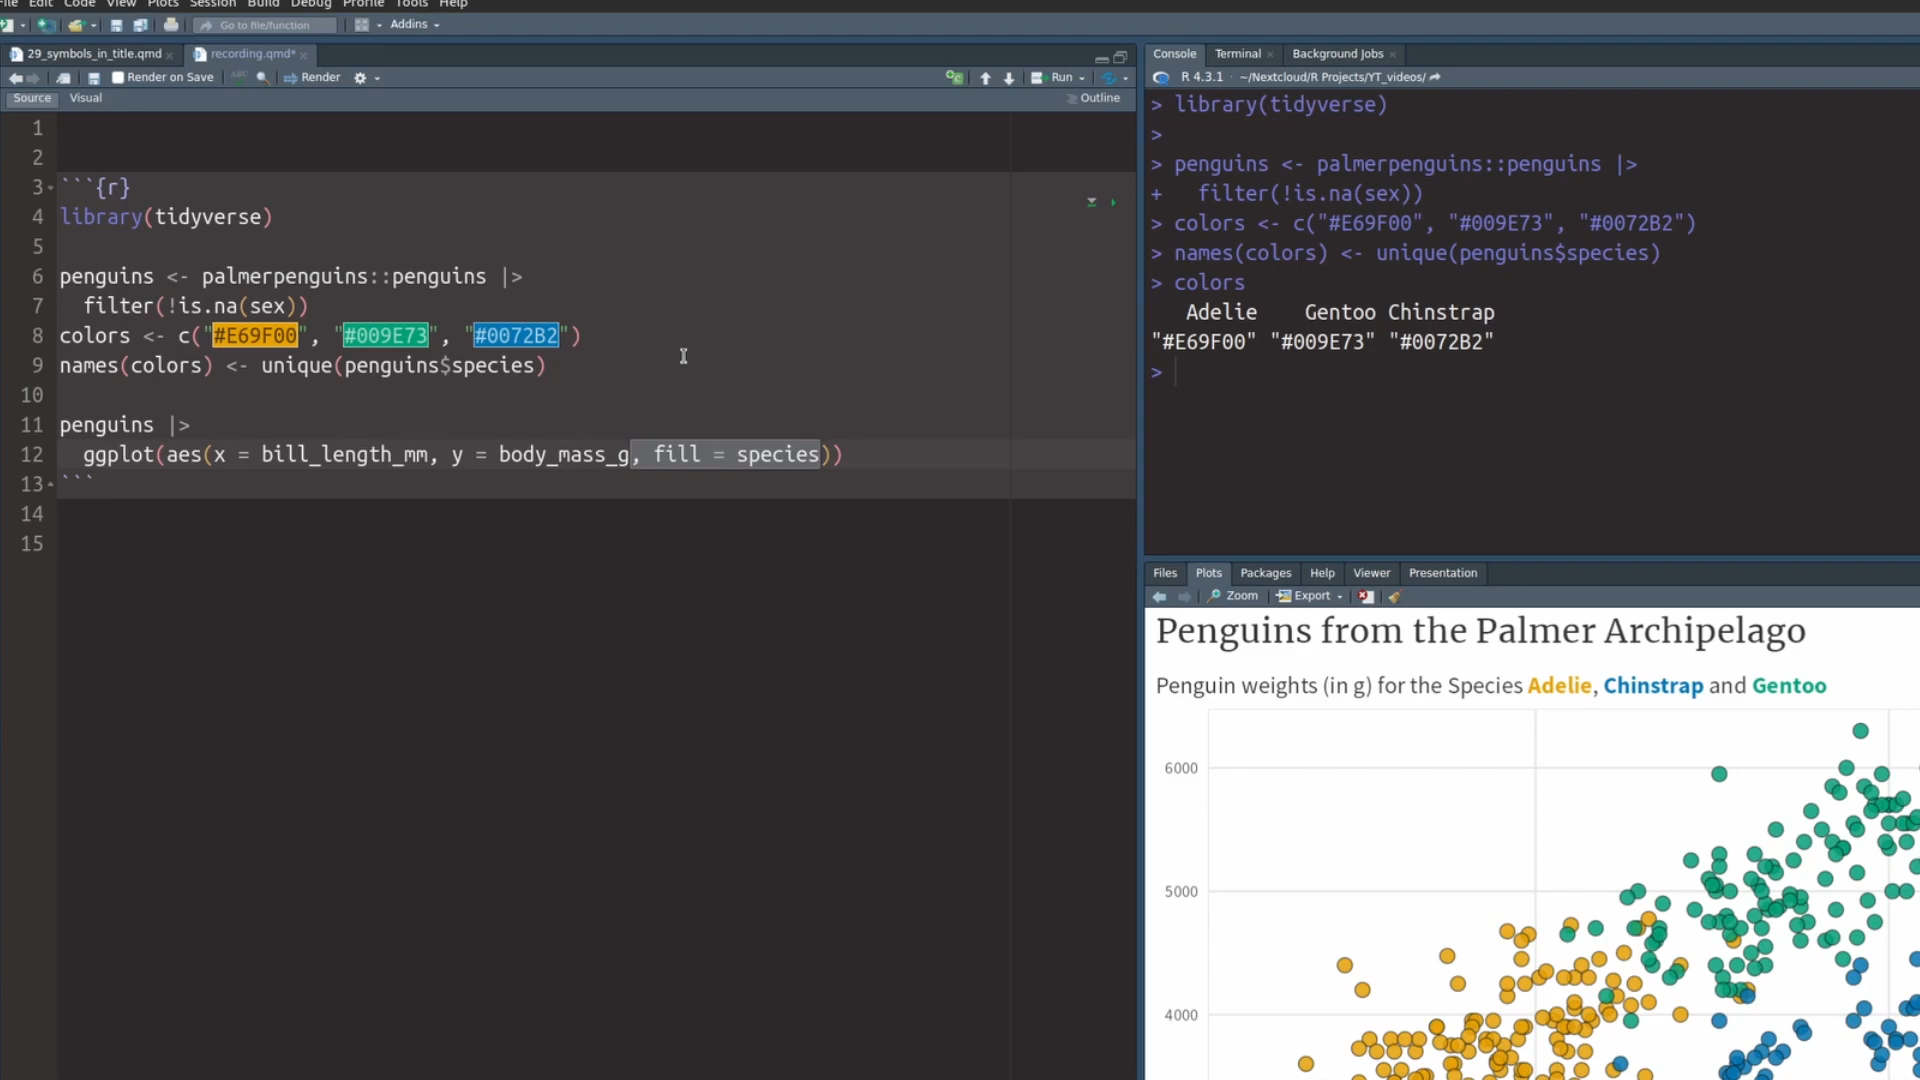 File Edit Code View Plots Session Build Debug Profile Tools Help
Go to file/function Addins
29_symbols_in_title.qmd
recording.qmd*
Render on Save Render Run
Source Visual Outline
1
2
3 ```{r}
4 library(tidyverse)
5
6 penguins <- palmerpenguins::penguins |>
7 filter(!is.na(sex))
8 colors <- c("#E69F00", "#009E73", "#0072B2")
9 names(colors) <- unique(penguins$species)
10
11 penguins |>
12 ggplot(aes(x = bill_length_mm, y = body_mass_g, fill = species))
13 ```
14
15
Console Terminal Background Jobs
R 4.3.1 · ~/Nextcloud/R Projects/YT_videos/
> library(tidyverse)
>
> penguins <- palmerpenguins::penguins |>
+ filter(!is.na(sex))
> colors <- c("#E69F00", "#009E73", "#0072B2")
> names(colors) <- unique(penguins$species)
> colors
Adelie Gentoo Chinstrap
"#E69F00" "#009E73" "#0072B2"
>
Files Plots Packages Help Viewer Presentation
Zoom Export
Penguins from the Palmer Archipelago
Penguin weights (in g) for the Species Adelie, Chinstrap and Gentoo
6000
5000
4000